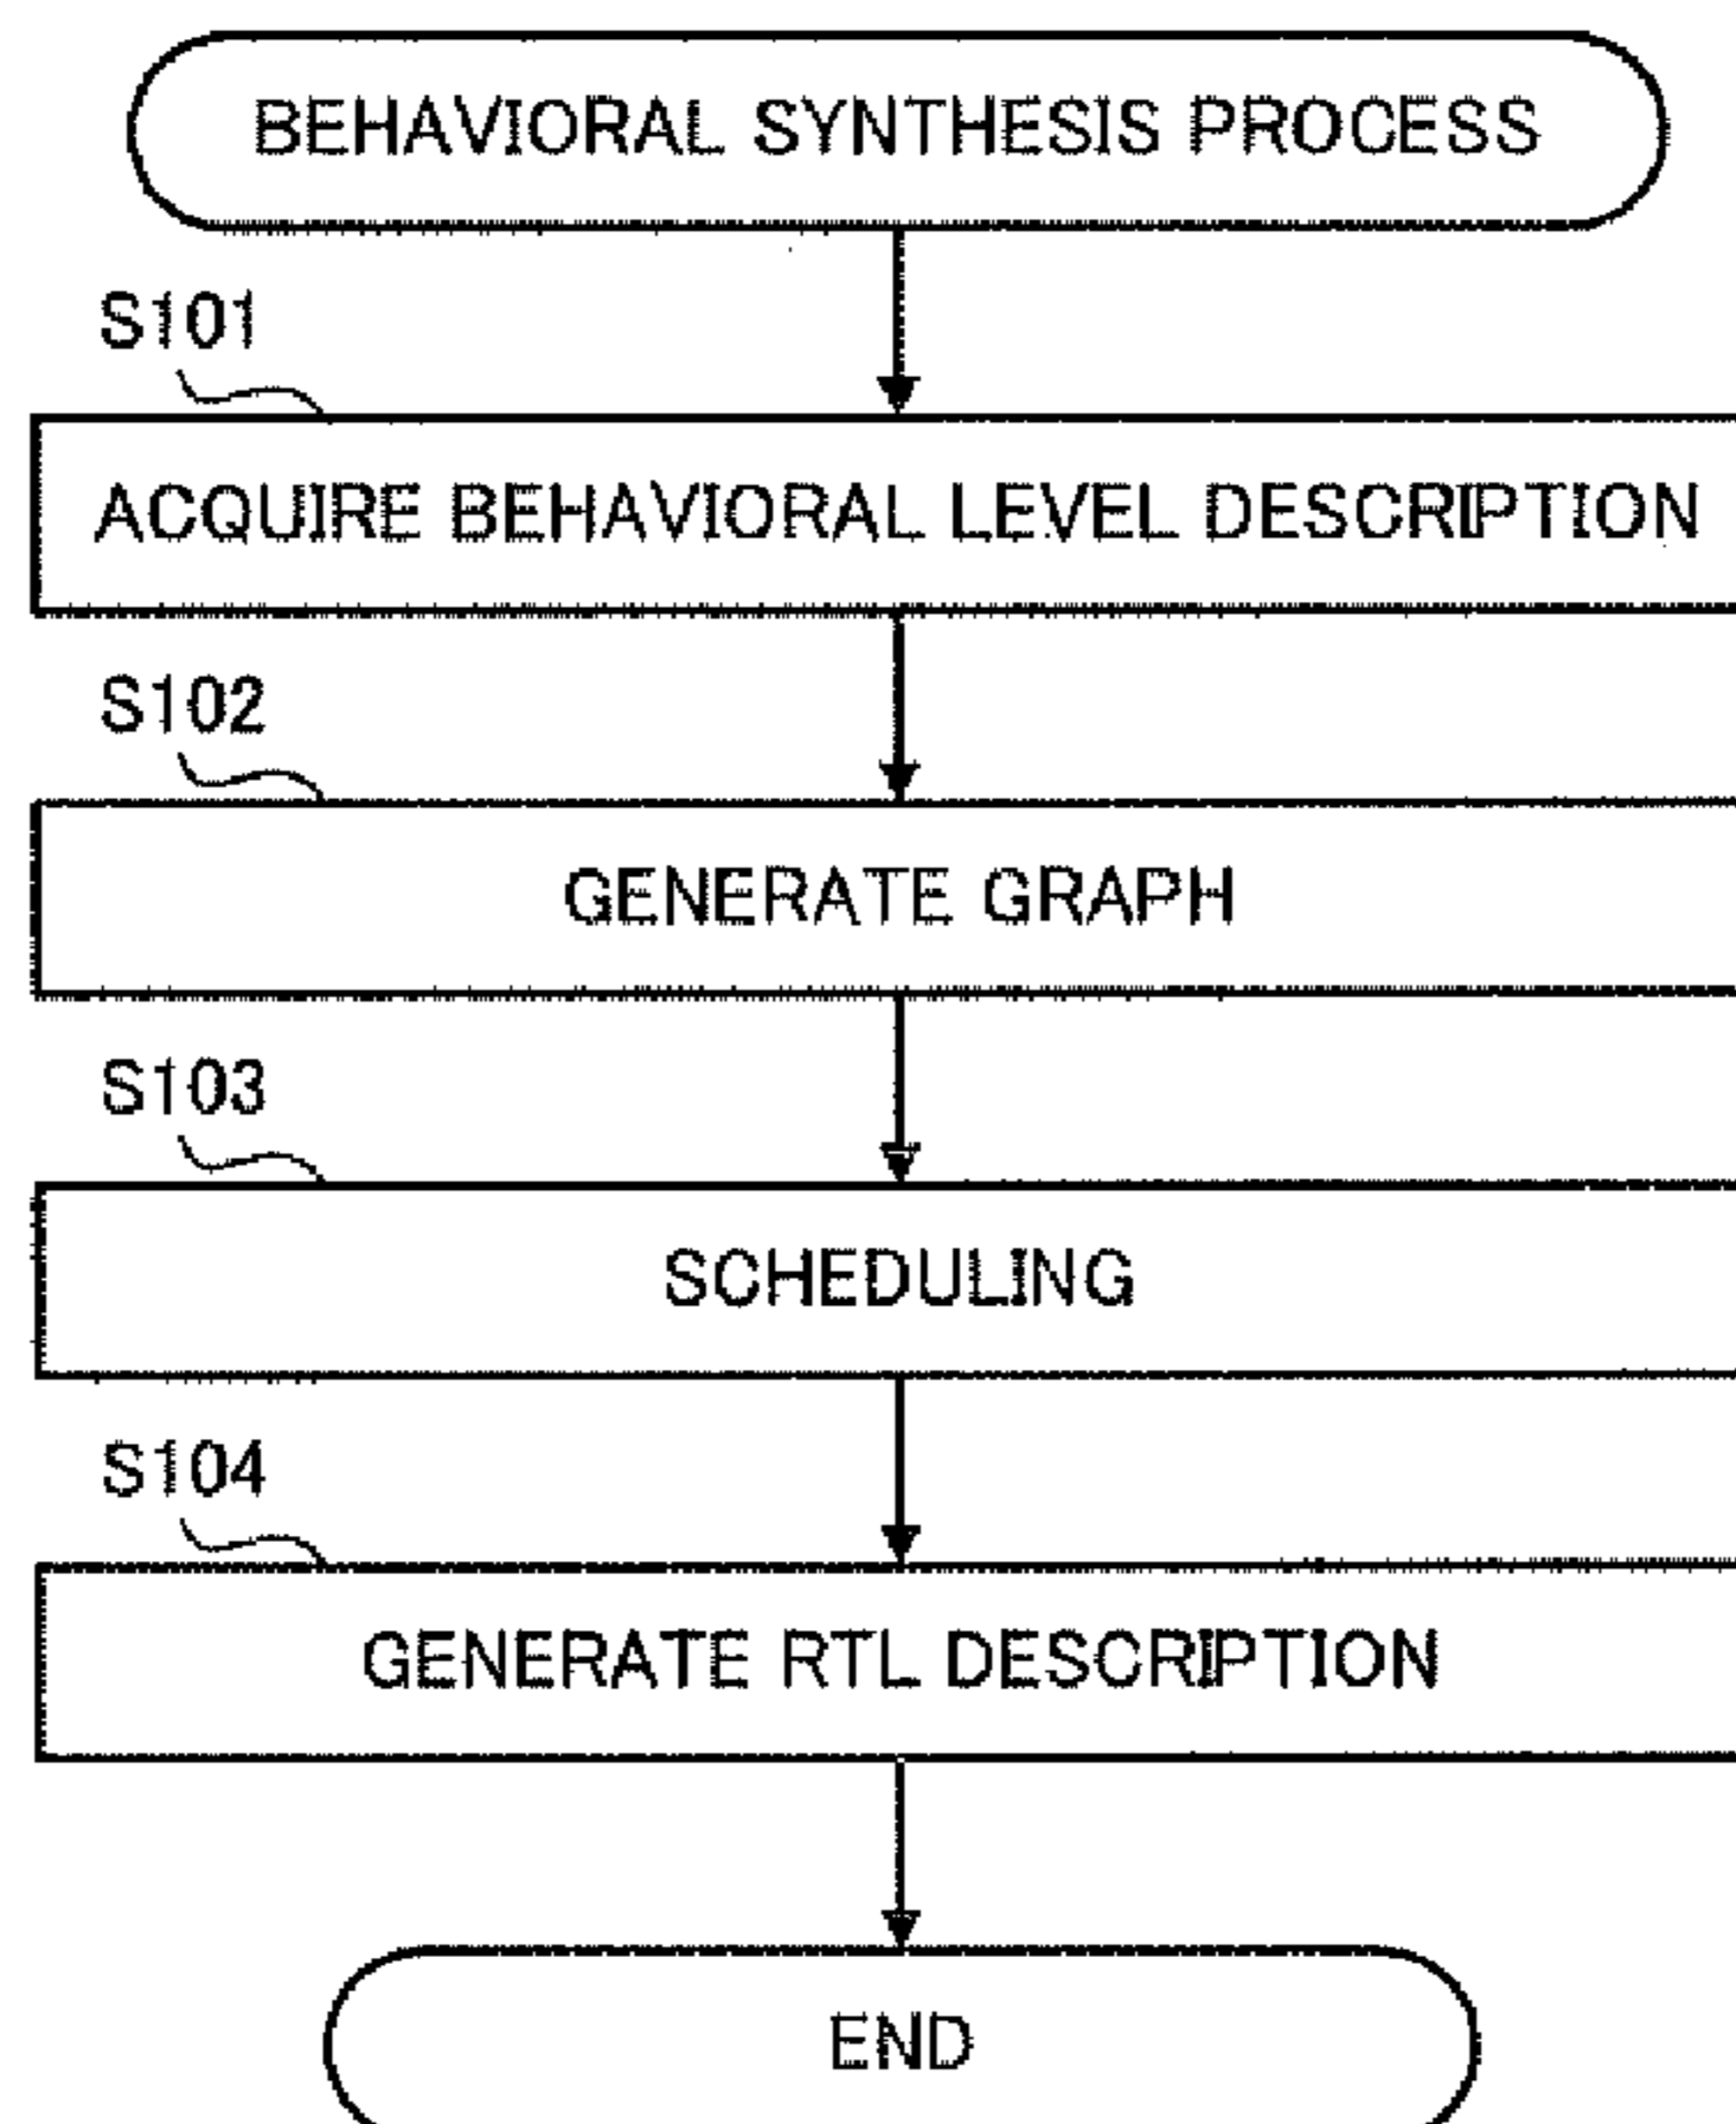 BEHAVIORAL SYNTHESIS PROCESS
S101
ACQUIRE BEHAVIORAL LEVEL DESCRIPTION
S102
GENERATE GRAPH
S103
SCHEDULING
S104
GENERATE RTL DESCRIPTION
END